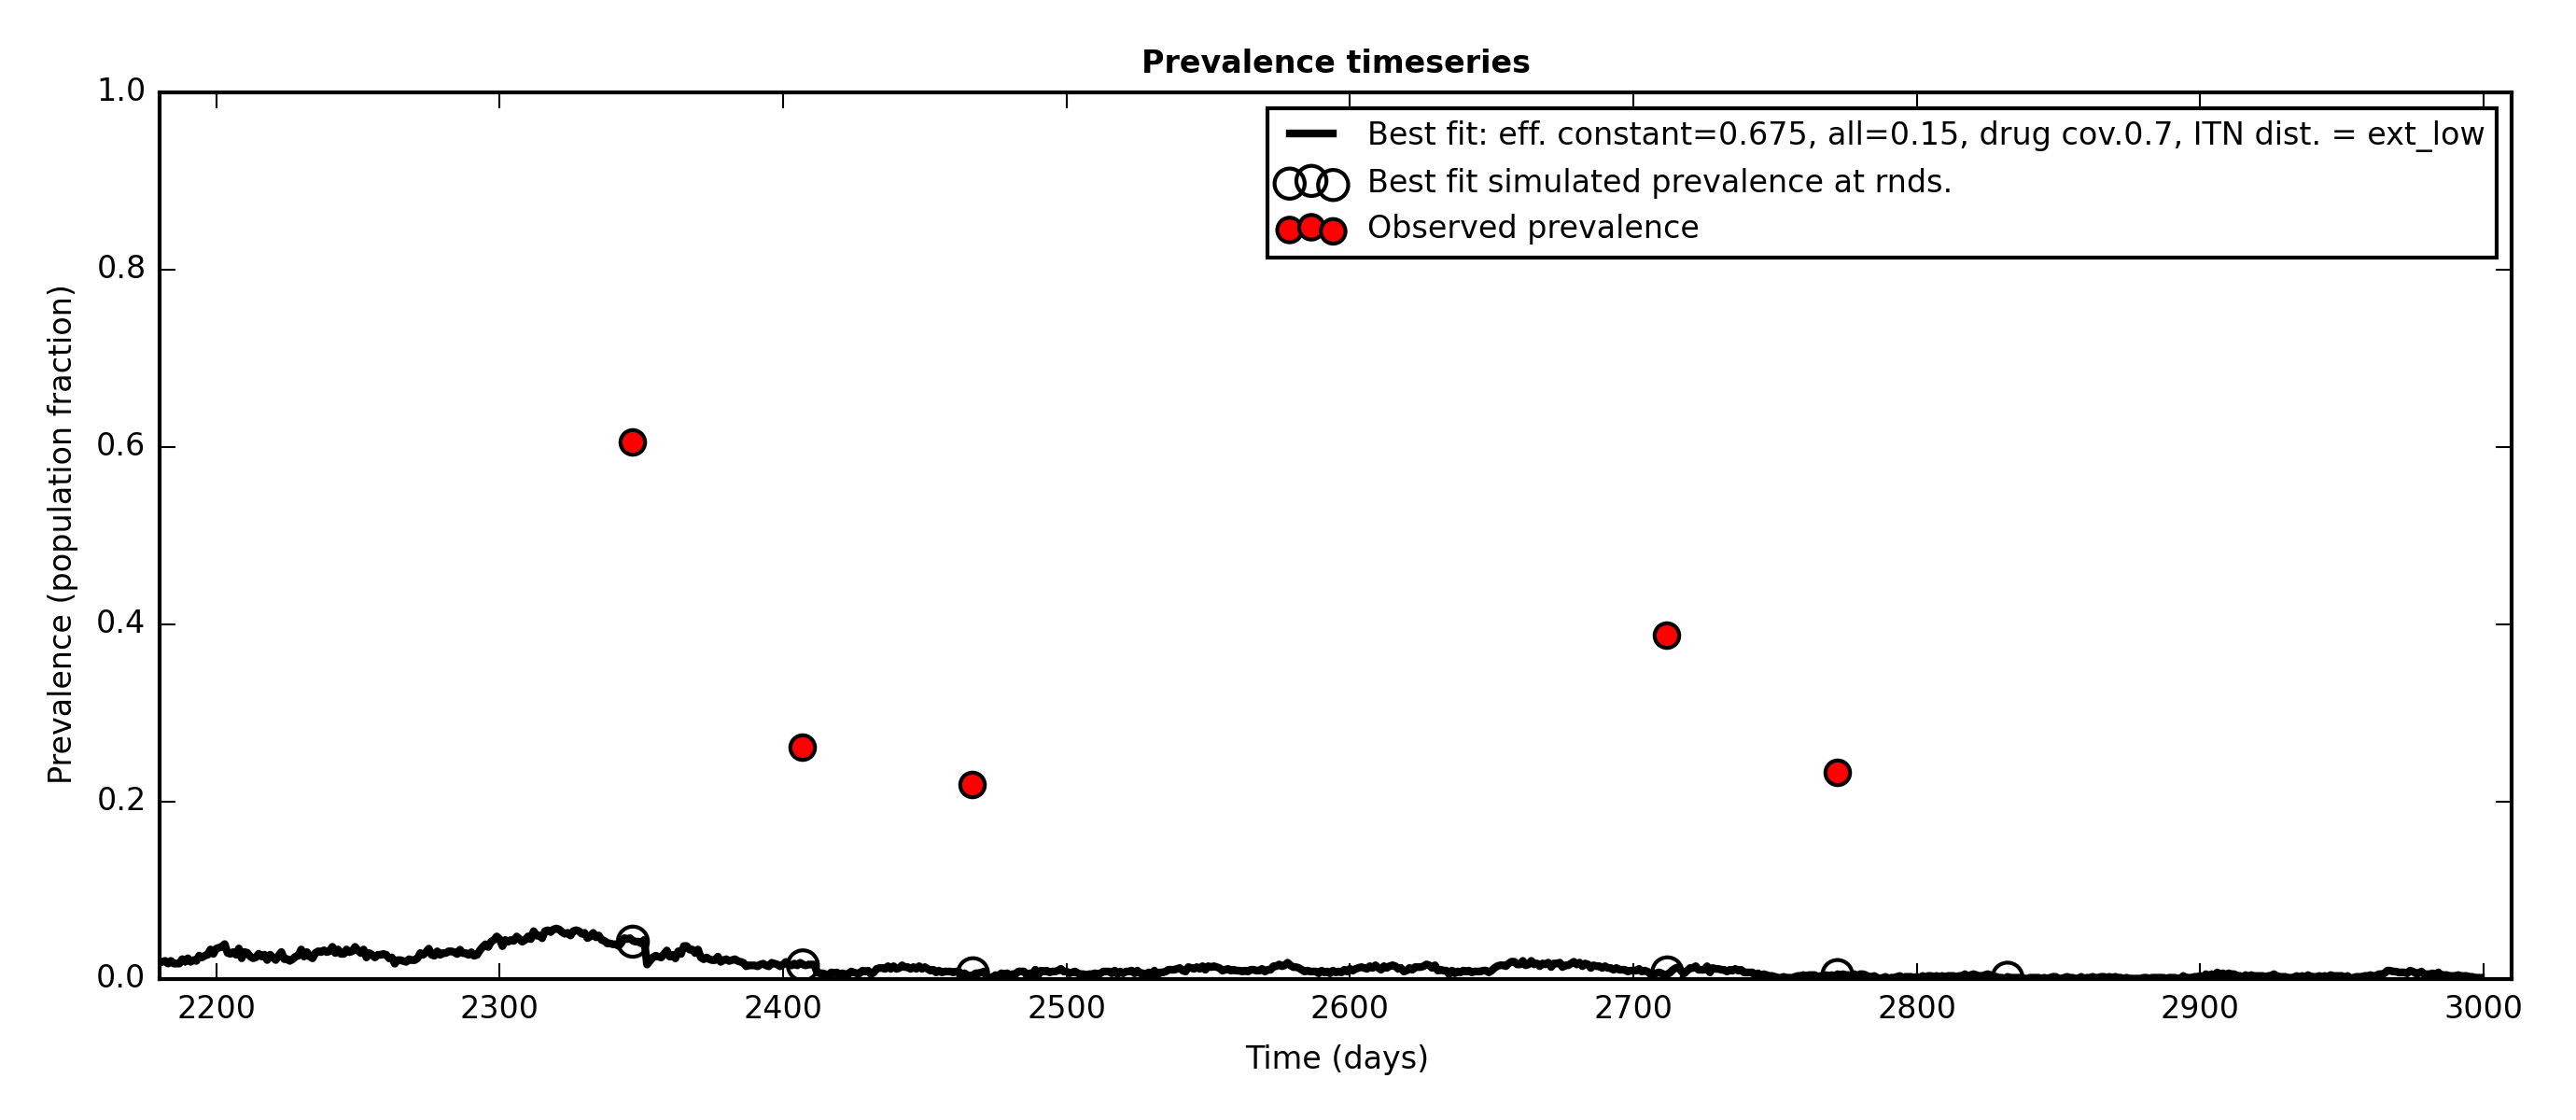 Prevalence timeseries
1.0
0.8
0.6
0.4
0.2
0.0
Prevalence (population fraction)
Best fit: eff. constant=0.675, all=0.15, drug cov.0.7, ITN dist. = ext_low
Best fit simulated prevalence at rnds.
Observed prevalence
2200 2300 2400 2500 2600 2700 2800 2900 3000
Time (days)